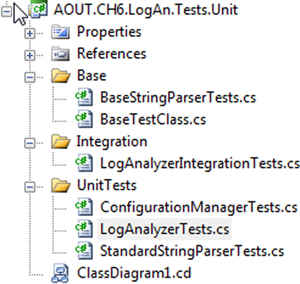 AOUT.CH6.LogAn.Tests.Unit
Properties
References
Base
BaseStringParserTests.cs
BaseTestClass.cs
Integration
LogAnalyzerIntegrationTests.cs
UnitTests
ConfigurationManagerTests.cs
LogAnalyzerTests.cs
StandardStringParserTests.cs
ClassDiagram1.cd